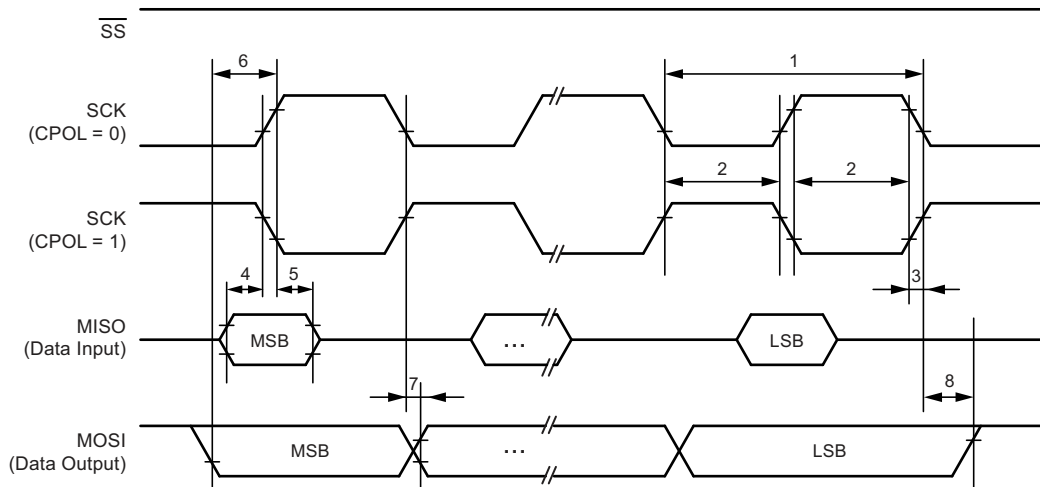 SS
6
1
SCK
(CPOL = 0)
2
2
SCK
(CPOL = 1)
4
5
3
MISO
(Data Input)
MSB
...
LSB
7
8
MOSI
(Data Output)
MSB
...
LSB